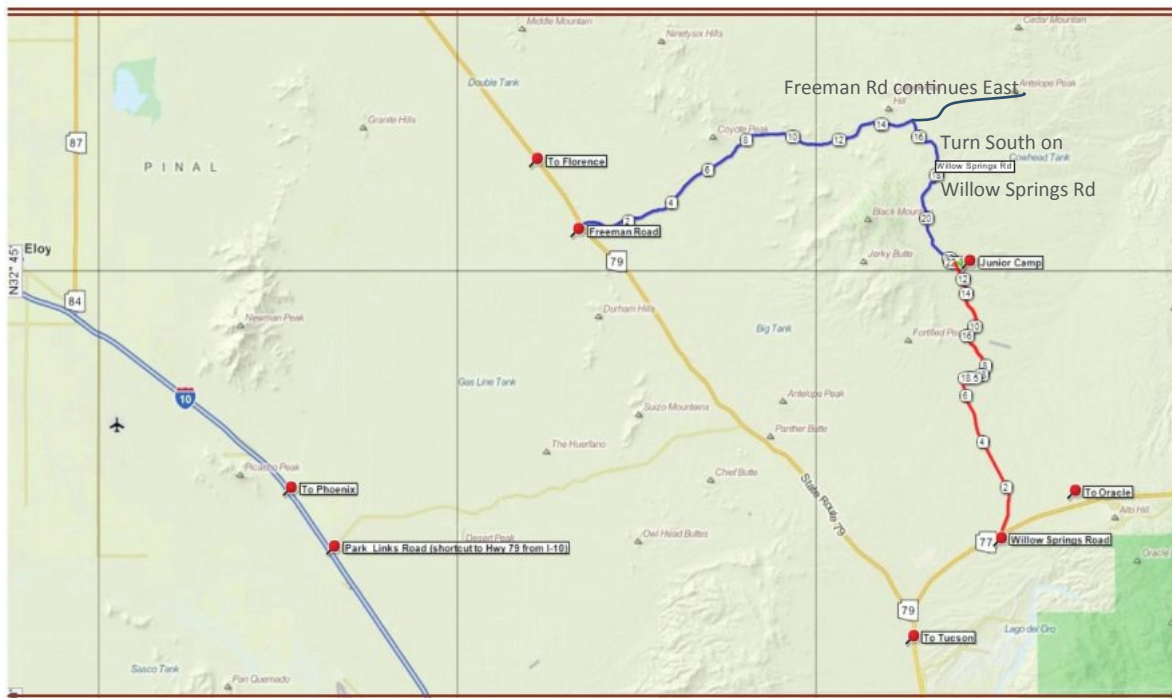 Middle Mountain
Cedar Mountain
Ninetysix Hills
Double Tank
Antelope Peak
Freeman Rd continues East
Hill
Granite Hills
87
Coyote Peak
8
10
12
14
16
Turn South on
PINAL
To Florence
6
Cowhead Tank
Willow Springs Rd
18
Willow Springs Rd
4
2
20
Black Mount
Freeman Road
Eloy
N32° 45'
79
Jerky Butte
22
Junior Camp
84
12
14
Durham Hills
Newman Peak
Big Tank
10
Fortified Pe
16
8
8
18.5
Gas Line Tank
6
10
Antelope Peak
Suizo Mountains
Panther Butte
The Huerfano
4
Picacho Peak
Chief Butte
To Phoenix
State Route 79
2
To Oracle
Alto Hill
Desert Peak
Owl Head Buttes
77
Willow Springs Road
Park Links Road (shortcut to Hwy 79 from I-10)
Oracle
79
Lago del Oro
To Tucson
Sasco Tank
Pan Quemado